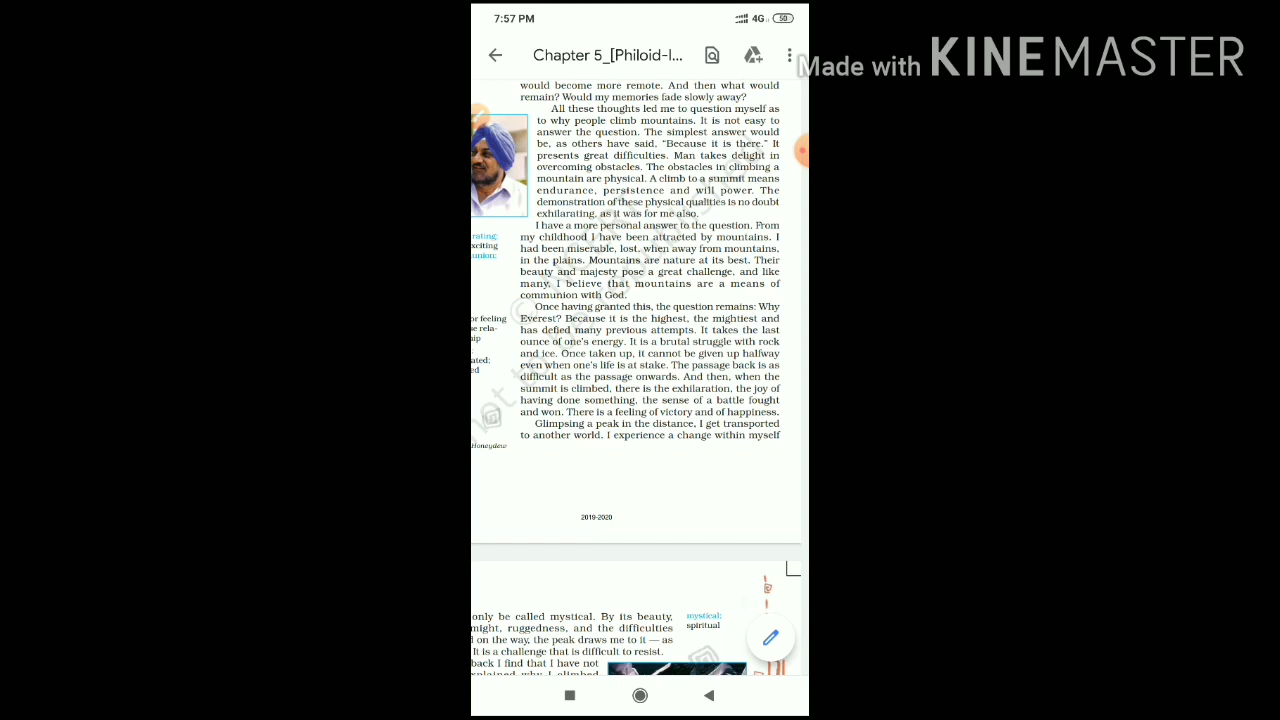 7:57 PM
4G
50
Chapter 5_[Philoid-I...
Made with KINEMASTER
would become more remote. And then what would
remain? Would my memories fade slowly away?
All these thoughts led me to question myself as
to why people climb mountains. It is not easy to
answer the question. The simplest answer would
be, as others have said, “Because it is there.” It
presents great difficulties. Man takes delight in
overcoming obstacles. The obstacles in climbing a
mountain are physical. A climb to a summit means
endurance, persistence and will power. The
demonstration of these physical qualities is no doubt
exhilarating, as it was for me also.
I have a more personal answer to the question. From
my childhood I have been attracted by mountains. I
had been miserable, lost, when away from mountains,
in the plains. Mountains are nature at its best. Their
beauty and majesty pose a great challenge, and like
many, I believe that mountains are a means of
communion with God.
Once having granted this, the question remains: Why
Everest? Because it is the highest, the mightiest and
has defied many previous attempts. It takes the last
ounce of one’s energy. It is a brutal struggle with rock
and ice. Once taken up, it cannot be given up halfway
even when one’s life is at stake. The passage back is as
difficult as the passage onwards. And then, when the
summit is climbed, there is the exhilaration, the joy of
having done something, the sense of a battle fought
and won. There is a feeling of victory and of happiness.
Glimpsing a peak in the distance, I get transported
to another world. I experience a change within myself
rating:
xciting
union:
or feeling
se rela-
ip
ated:
ed
Honeydew
2019-2020
only be called mystical. By its beauty,
might, ruggedness, and the difficulties
on the way, the peak draws me to it — as
It is a challenge that is difficult to resist.
back I find that I have not
xplained why I climbed
mystical:
spiritual